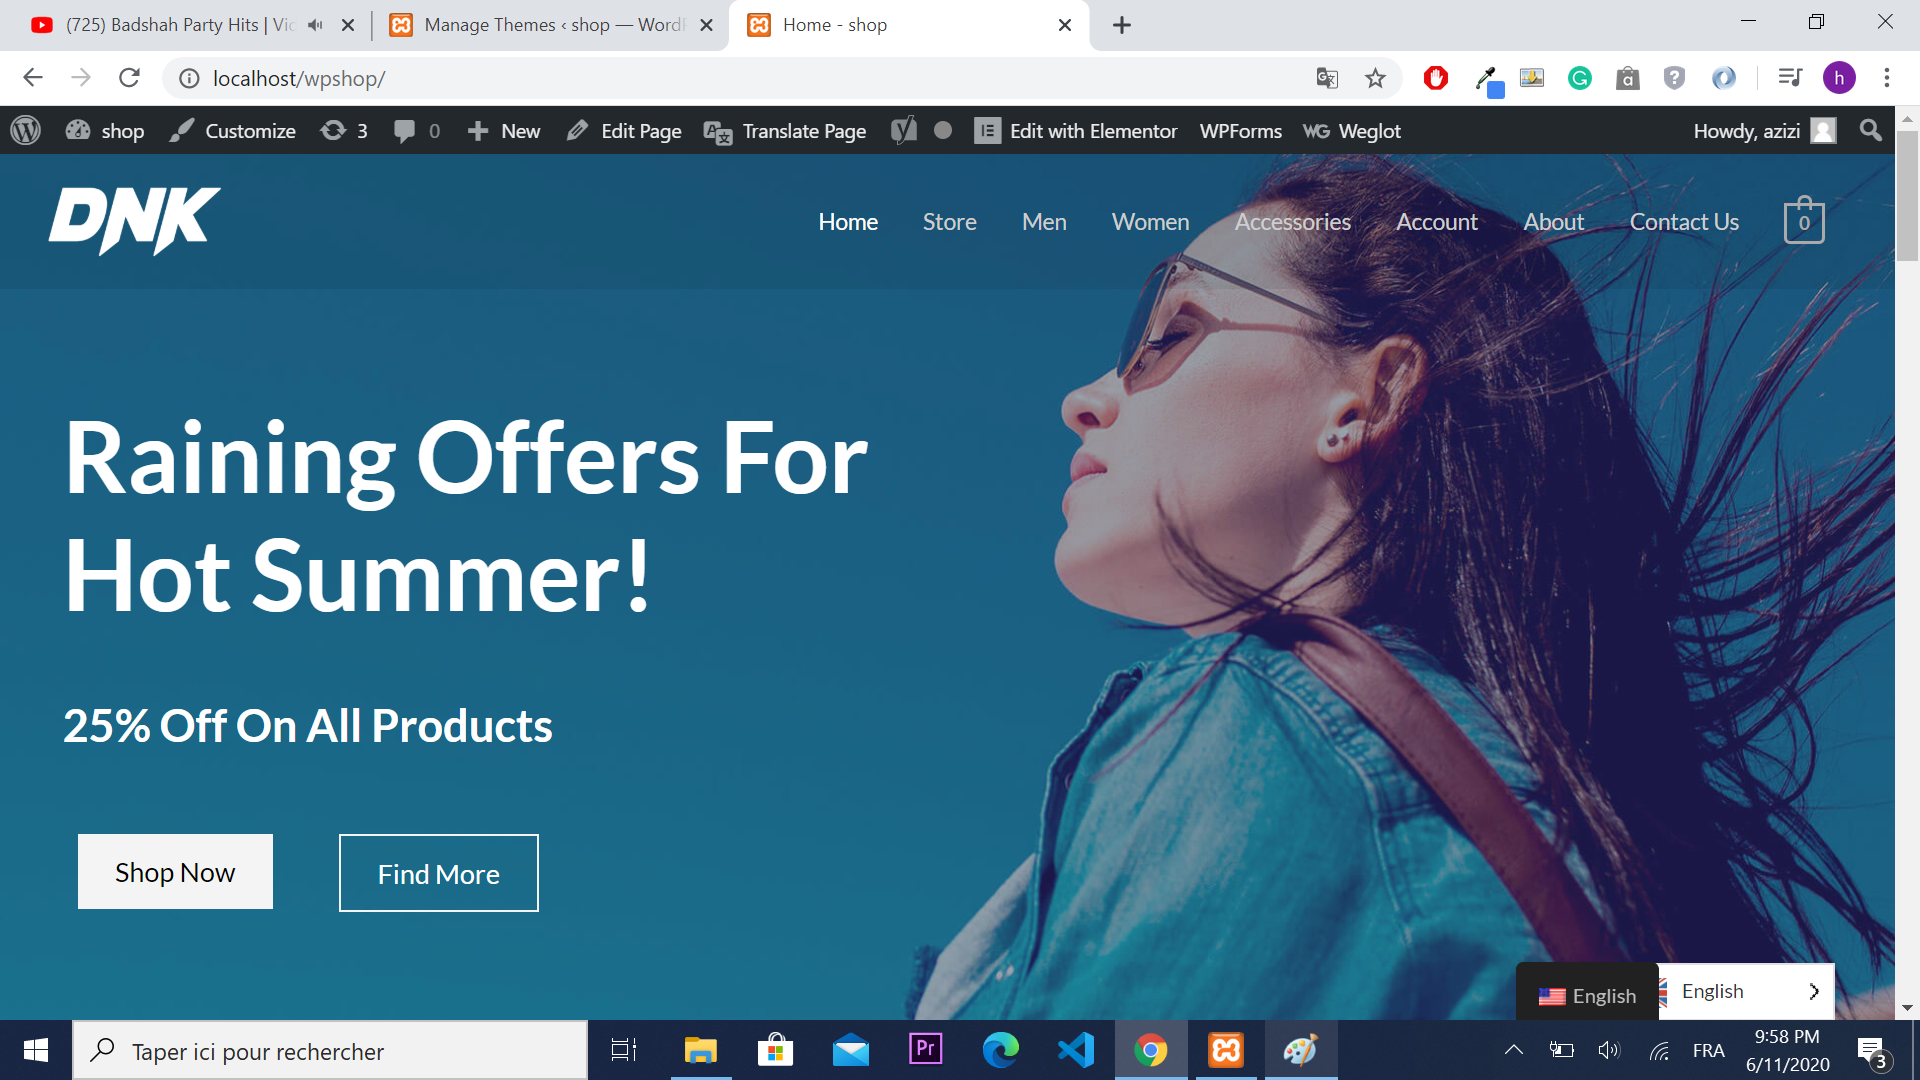 (725) Badshah Party Hits | Vic
Manage Themes ‹ shop — WordP
Home - shop
localhost/wpshop/
h
shop
Customize
3
0
New
Edit Page
Translate Page
Edit with Elementor
WPForms
WG Weglot
Howdy, azizi
DNK
Home
Store
Men
Women
Accessories
Account
About
Contact Us
0
Raining Offers For
Hot Summer!
25% Off On All Products
Shop Now
Find More
English
English
Taper ici pour rechercher
Pr
FRA
9:58 PM
6/11/2020
3